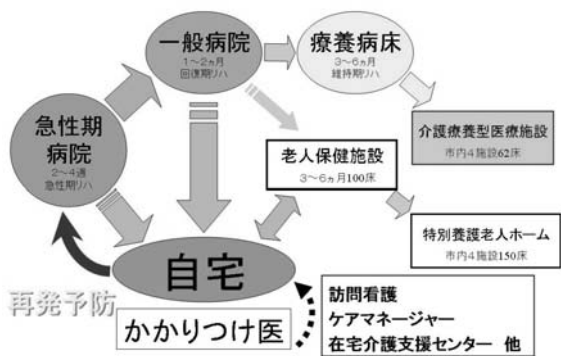 一般病院
1～2ヵ月
回復期リハ
療養病床
3～6ヵ月
維持期リハ
急性期
病院
2～4週
急性期リハ
介護療養型医療施設
市内4施設62床
老人保健施設
3～6ヵ月100床
特別養護老人ホーム
市内4施設150床
自宅
再発予防
かかりつけ医
訪問看護
ケアマネージャー
在宅介護支援センター 他